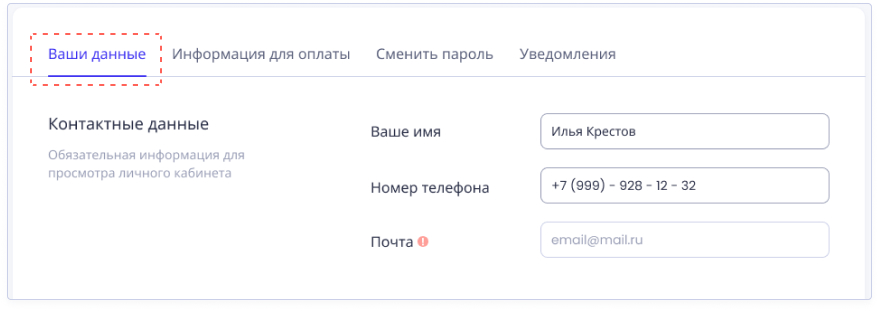 Ваши данные Информация для оплаты Сменить пароль Уведомления
Контактные данные
Обязательная информация для
просмотра личного кабинета
Ваше имя Илья Крестов
Номер телефона +7 (999) - 928 - 12 - 32
Почта email@mail.ru